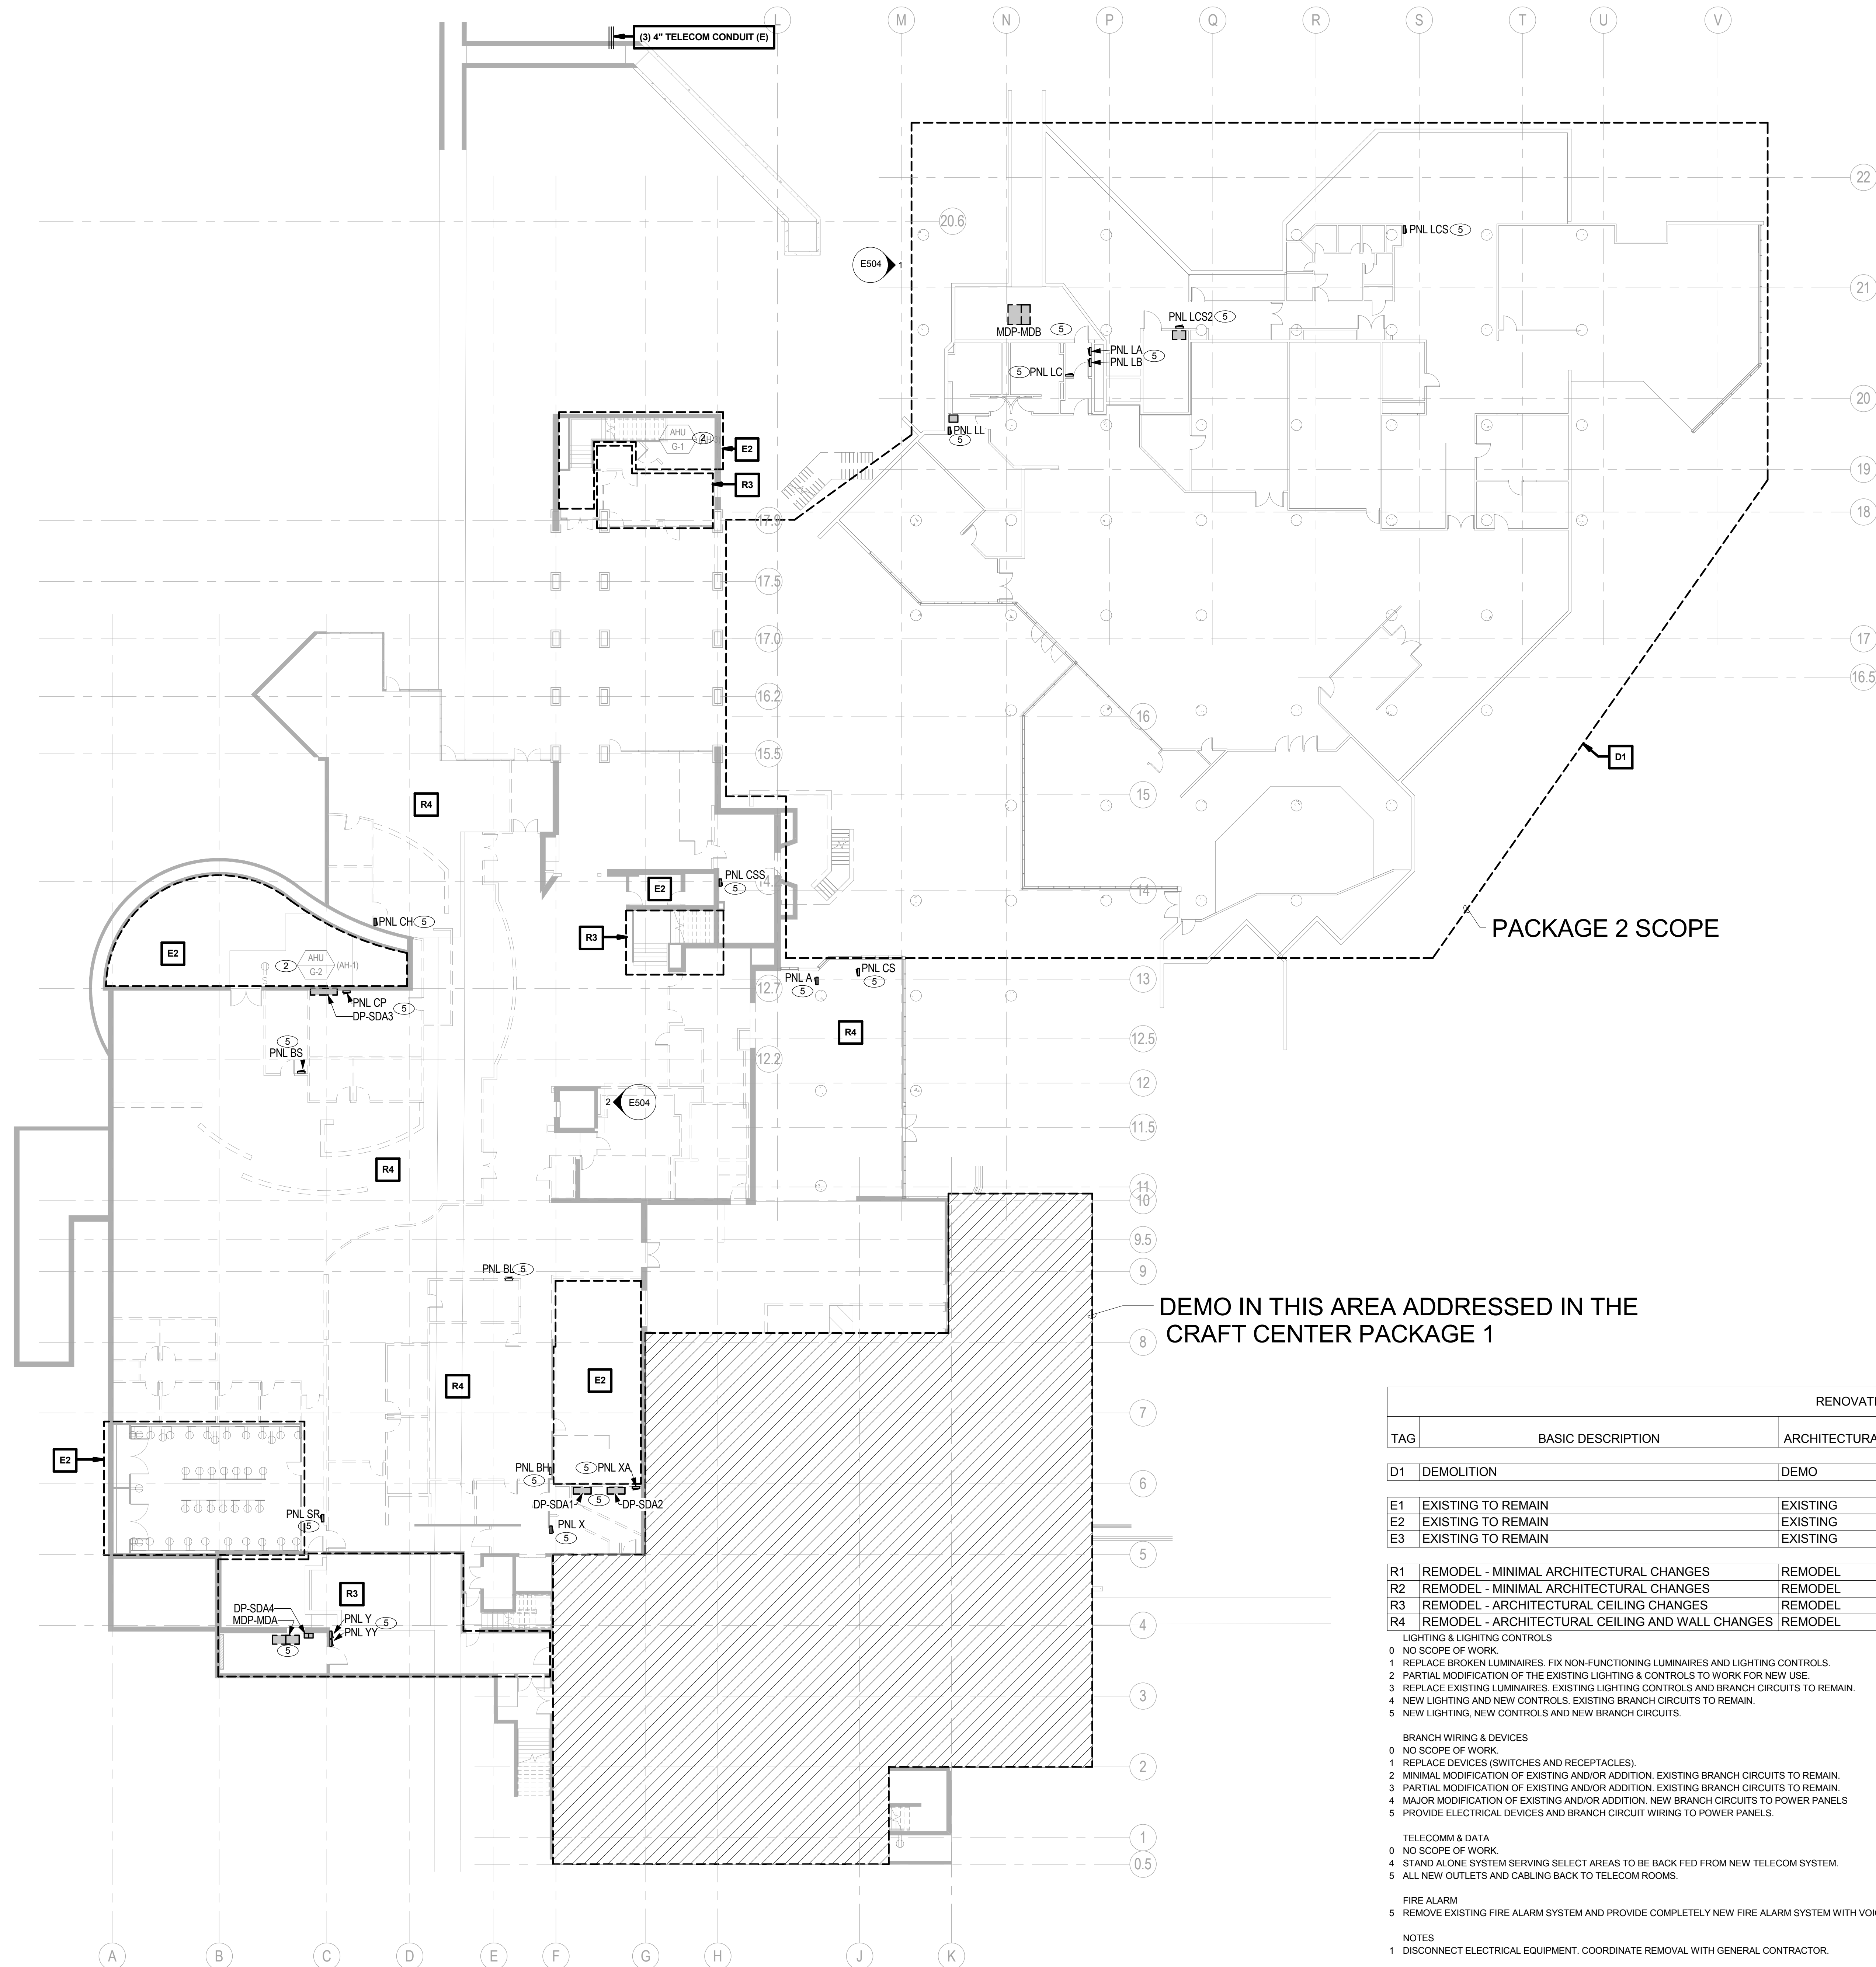 L M N P Q R S T U V
(3) 4" TELECOM CONDUIT (E)
22
20.6
PNL LCS 5
E504 1
21
PNL LCS2 5
MDP-MDB 5
PNL LA 5
PNL LB
5 PNL LC
20
PNL LL
5
AHU
G-1
2
E2
19
R3
18
17.9
17.5
17.0
17
16.5
16.2
16
15.5
D1
15
R4
PNL CSS
5
E2
14
R3
PNL CH 5
PACKAGE 2 SCOPE
E2
AHU
G-2
2
(AH-1)
PNL CS
5
PNL A
5
13
12.7
PNL CP
5
DP-SDA3
R4
5
PNL BS
12.5
12.2
12
2 E504
11.5
R4
11
10
9.5
PNL BL 5
9
DEMO IN THIS AREA ADDRESSED IN THE
CRAFT CENTER PACKAGE 1
8
E2
R4
7
E2
PNL BH
5
5 PNL XA
6
DP-SDA1
5
DP-SDA2
PNL SR
5
PNL X
5
5
R3
DP-SDA4
MDP-MDA
5
PNL Y
PNL YY
5
4
3
2
1
0.5
A B C D E F G H J K
RENOVATI
TAG BASIC DESCRIPTION ARCHITECTURA
D1 DEMOLITION DEMO
E1 EXISTING TO REMAIN EXISTING
E2 EXISTING TO REMAIN EXISTING
E3 EXISTING TO REMAIN EXISTING
R1 REMODEL - MINIMAL ARCHITECTURAL CHANGES REMODEL
R2 REMODEL - MINIMAL ARCHITECTURAL CHANGES REMODEL
R3 REMODEL - ARCHITECTURAL CEILING CHANGES REMODEL
R4 REMODEL - ARCHITECTURAL CEILING AND WALL CHANGES REMODEL
LIGHTING & LIGHITNG CONTROLS
0 NO SCOPE OF WORK.
1 REPLACE BROKEN LUMINAIRES. FIX NON-FUNCTIONING LUMINAIRES AND LIGHTING CONTROLS.
2 PARTIAL MODIFICATION OF THE EXISTING LIGHTING & CONTROLS TO WORK FOR NEW USE.
3 REPLACE EXISTING LUMINAIRES. EXISTING LIGHTING CONTROLS AND BRANCH CIRCUITS TO REMAIN.
4 NEW LIGHTING AND NEW CONTROLS. EXISTING BRANCH CIRCUITS TO REMAIN.
5 NEW LIGHTING, NEW CONTROLS AND NEW BRANCH CIRCUITS.
BRANCH WIRING & DEVICES
0 NO SCOPE OF WORK.
1 REPLACE DEVICES (SWITCHES AND RECEPTACLES).
2 MINIMAL MODIFICATION OF EXISTING AND/OR ADDITION. EXISTING BRANCH CIRCUITS TO REMAIN.
3 PARTIAL MODIFICATION OF EXISTING AND/OR ADDITION. EXISTING BRANCH CIRCUITS TO REMAIN.
4 MAJOR MODIFICATION OF EXISTING AND/OR ADDITION. NEW BRANCH CIRCUITS TO POWER PANELS
5 PROVIDE ELECTRICAL DEVICES AND BRANCH CIRCUIT WIRING TO POWER PANELS.
TELECOMM & DATA
0 NO SCOPE OF WORK.
4 STAND ALONE SYSTEM SERVING SELECT AREAS TO BE BACK FED FROM NEW TELECOM SYSTEM.
5 ALL NEW OUTLETS AND CABLING BACK TO TELECOM ROOMS.
FIRE ALARM
5 REMOVE EXISTING FIRE ALARM SYSTEM AND PROVIDE COMPLETELY NEW FIRE ALARM SYSTEM WITH VOI
NOTES
1 DISCONNECT ELECTRICAL EQUIPMENT. COORDINATE REMOVAL WITH GENERAL CONTRACTOR.